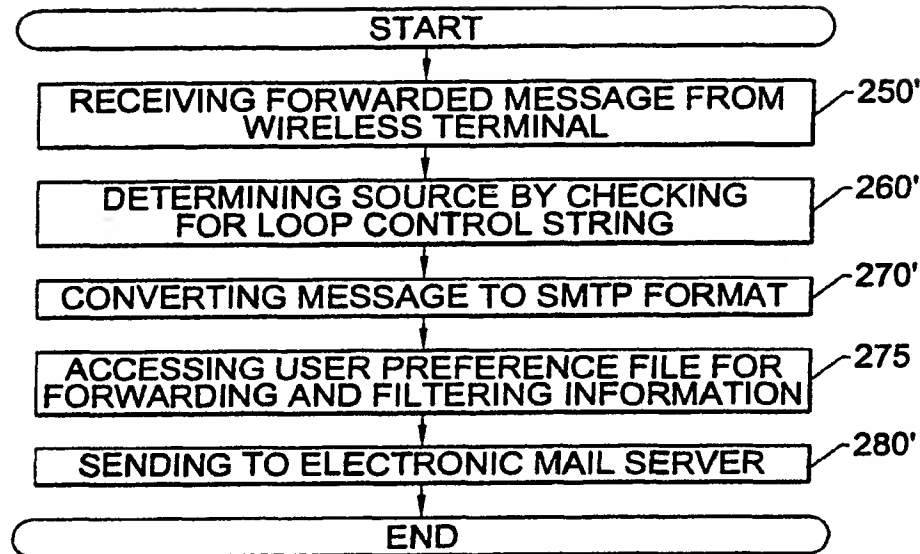 START
RECEIVING FORWARDED MESSAGE FROM
WIRELESS TERMINAL
250'
DETERMINING SOURCE BY CHECKING
FOR LOOP CONTROL STRING
260'
CONVERTING MESSAGE TO SMTP FORMAT
270'
ACCESSING USER PREFERENCE FILE FOR
FORWARDING AND FILTERING INFORMATION
275
SENDING TO ELECTRONIC MAIL SERVER
280'
END